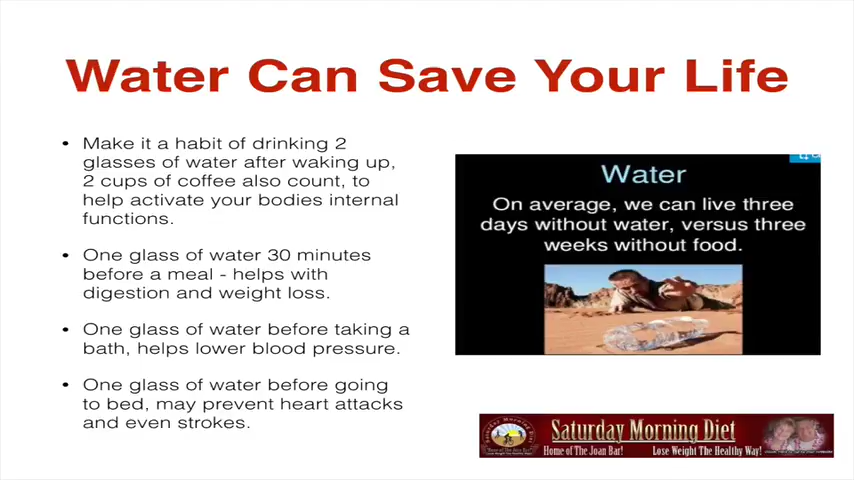 Water Can Save Your Life
• Make it a habit of drinking 2
glasses of water after waking up,
2 cups of coffee also count, to
help activate your bodies internal
functions.
• One glass of water 30 minutes
before a meal - helps with
digestion and weight loss.
• One glass of water before taking a
bath, helps lower blood pressure.
• One glass of water before going
to bed, may prevent heart attacks
and even strokes.
Water
On average, we can live three
days without water, versus three
weeks without food.
Saturday Morning Diet
Home of The Joan Bar! Lose Weight The Healthy Way!